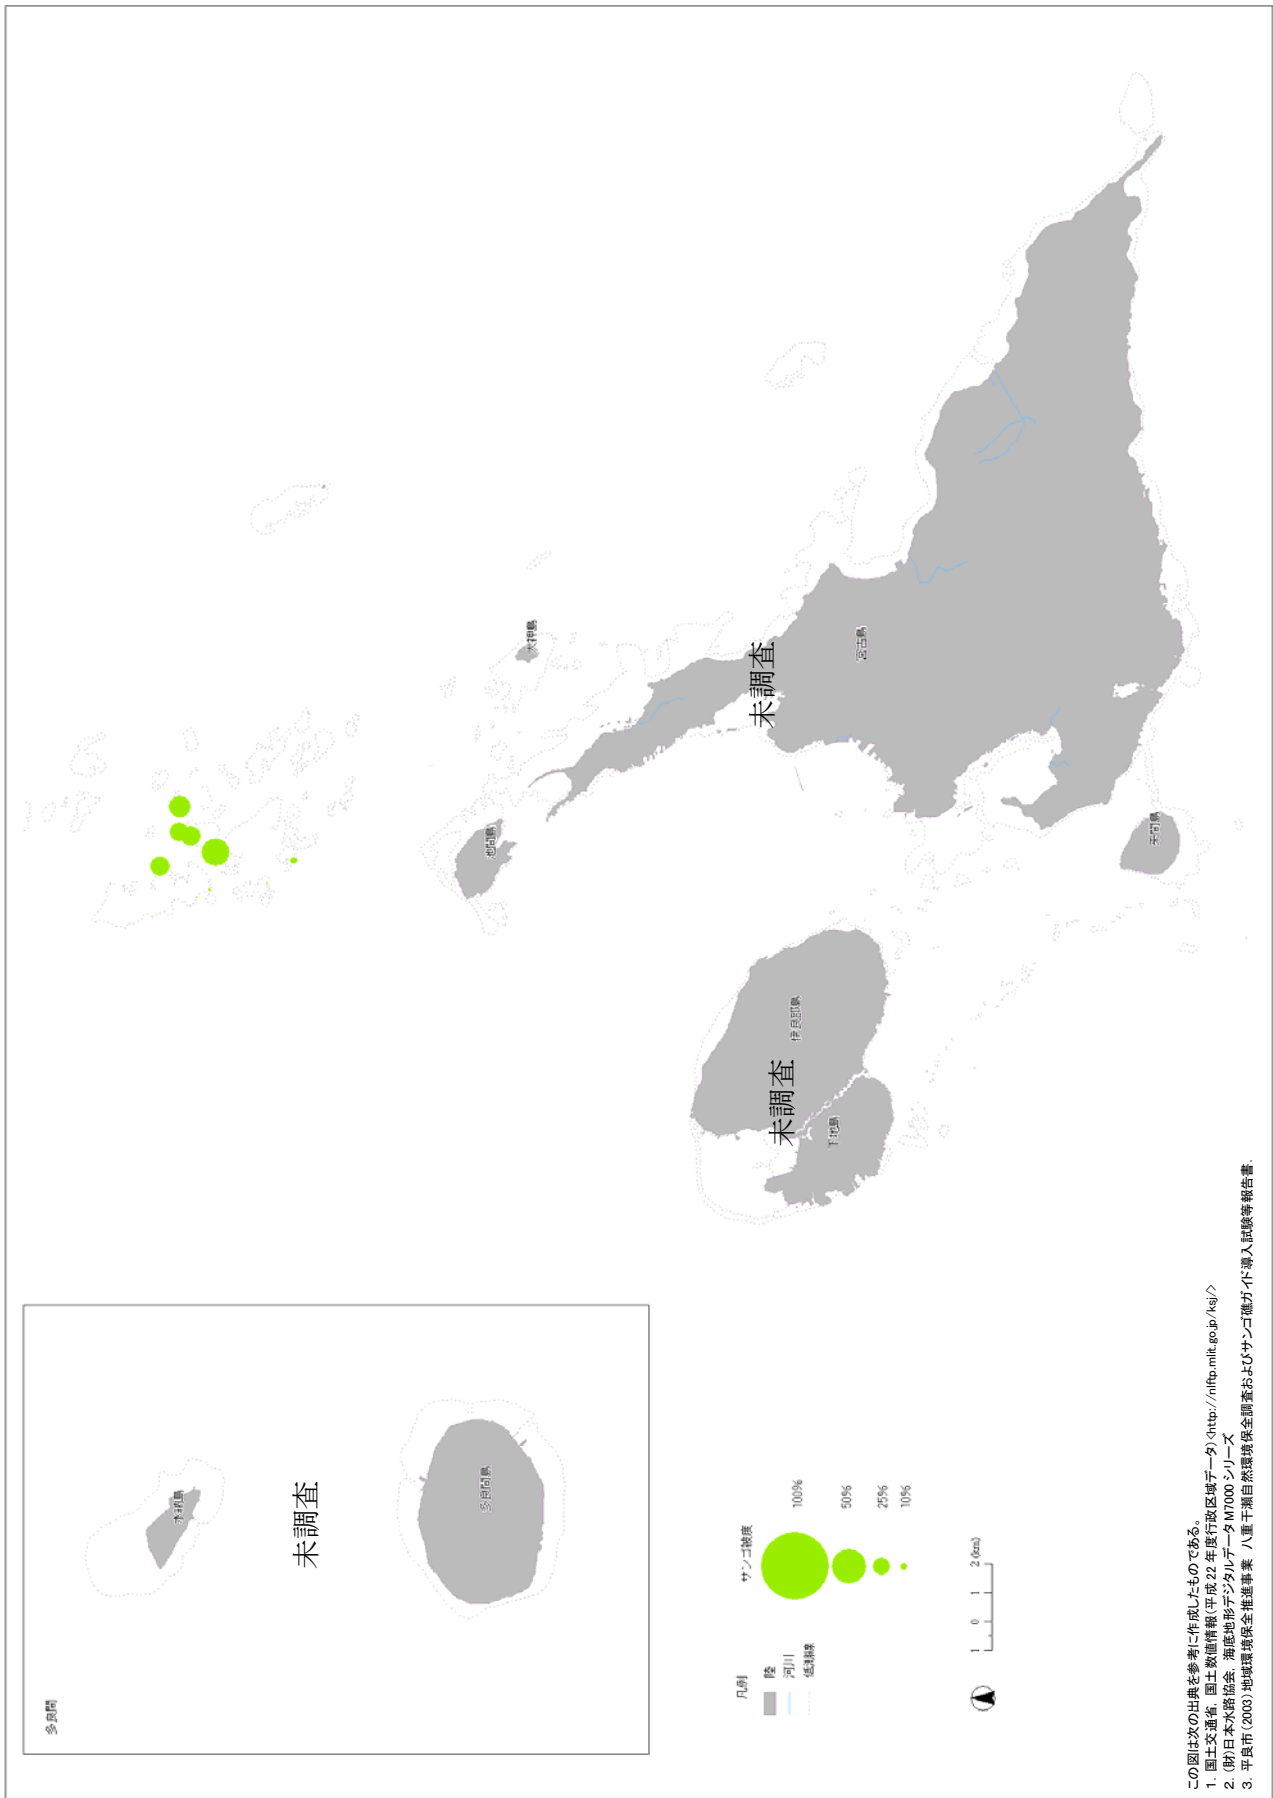 多良間
水納島
未調査
多良間島
大神島
池間島
未調査
宮古島
伊良部島
未調査
下地島
来間島
凡例
陸
河川
低潮線
サンゴ被度
100%
50%
25%
10%
1 0 1 2 (km)
この図は次の出典を参考に作成したものである。
1. 国土交通省, 国土数値情報(平成 22 年度行政区域データ) <http://nlftp.mlit.go.jp/ksj/>
2. (財)日本水路協会, 海底地形デジタルデータ M7000 シリーズ
3. 平良市(2003) 地域環境保全推進事業 八重干瀬自然環境保全調査およびサンゴ礁ガイド導入試験等報告書.